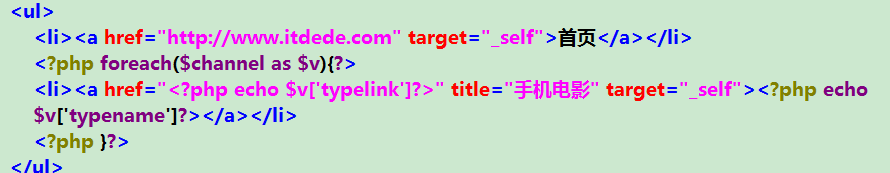 <ul>
<li><a href="http://www.itdede.com" target="_self">首页</a></li>
<?php foreach($channel as $v){?>
<li><a href="<?php echo $v['typelink']?>" title="手机电影" target="_self"><?php echo
$v['typename']?></a></li>
<?php }?>
</ul>